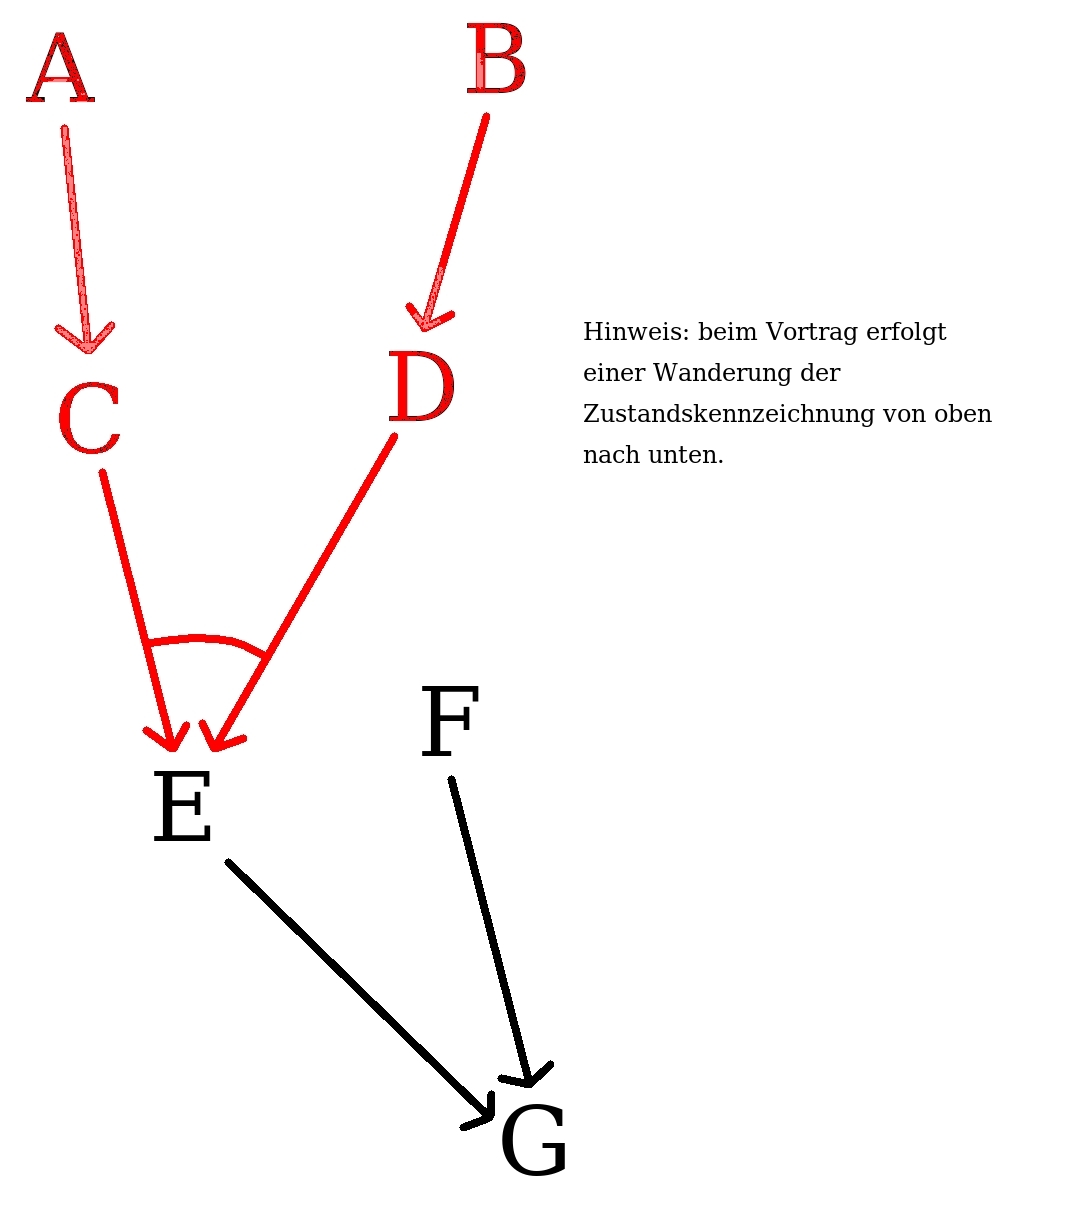 A
B
Hinweis: beim Vortrag erfolgt
einer Wanderung der
Zustandskennzeichnung von oben
nach unten.
C
D
E
F
G